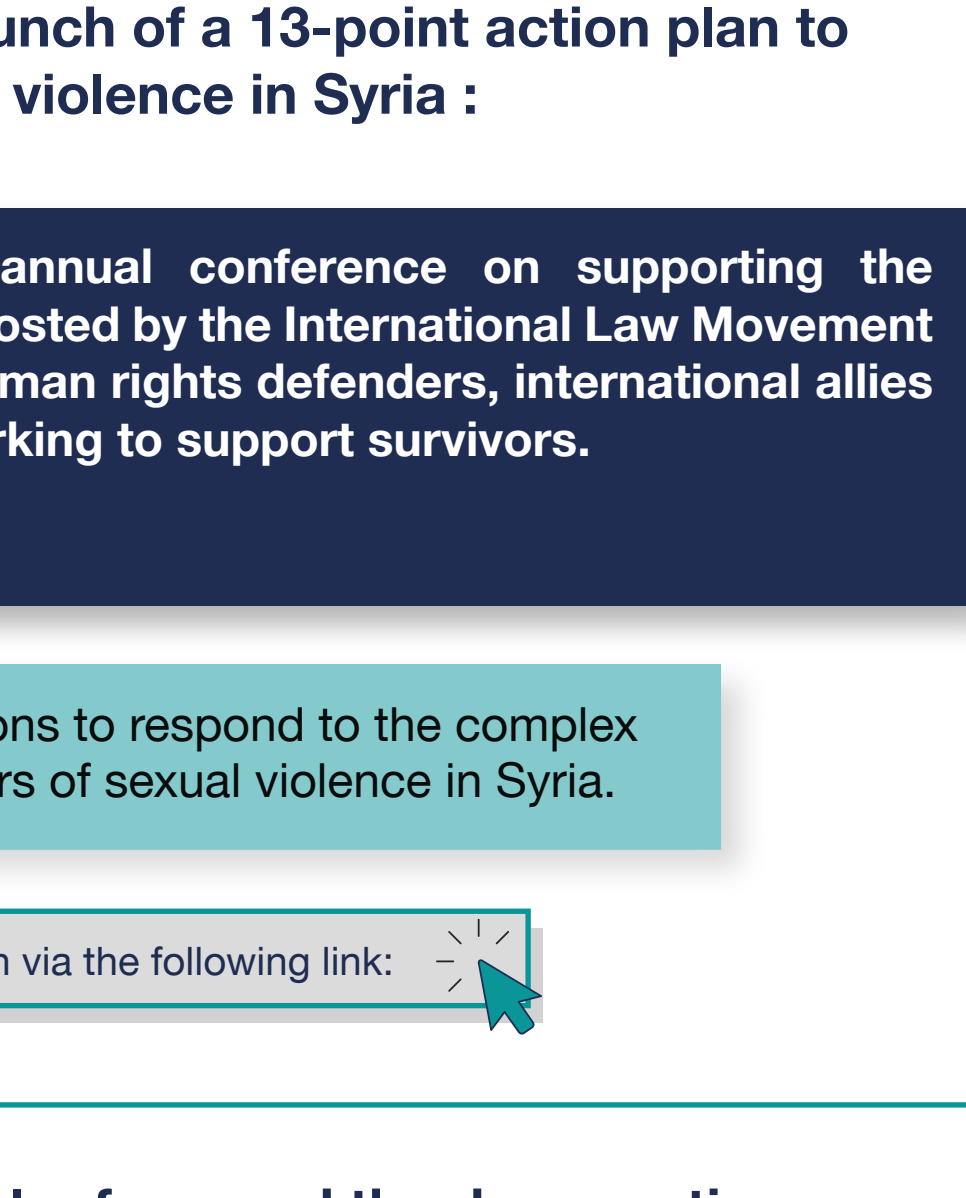 unch of a 13-point action plan to
violence in Syria :
annual conference on supporting the
osted by the International Law Movement
man rights defenders, international allies
rking to support survivors.
ons to respond to the complex
rs of sexual violence in Syria.
via the following link: